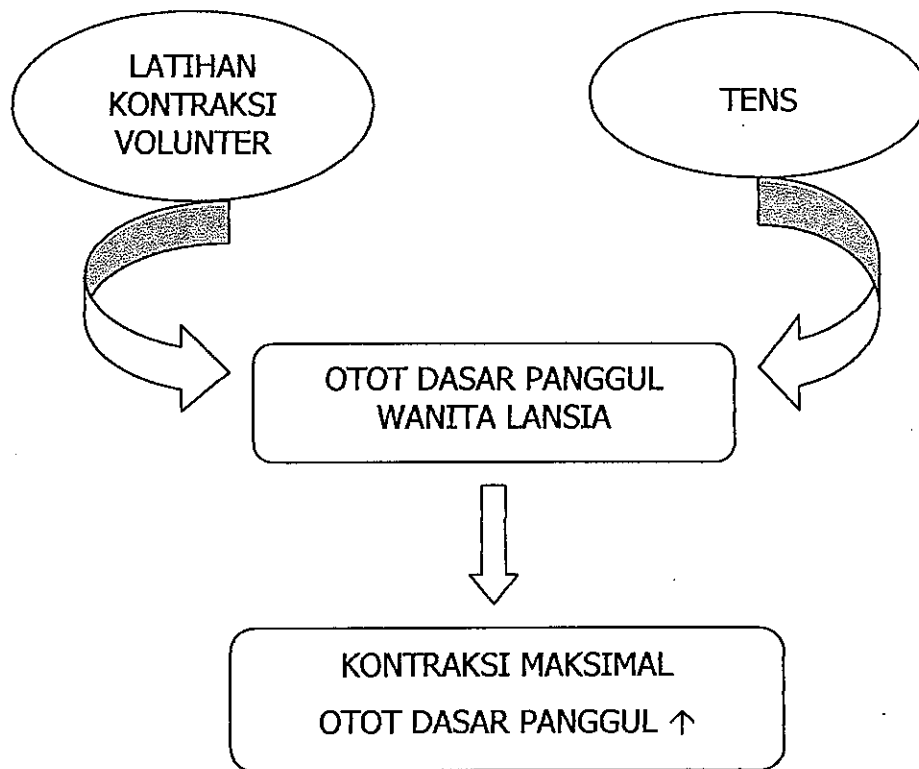 LATIHAN
KONTRAKSI
VOLUNTER
TENS
OTOT DASAR PANGGUL
WANITA LANSIA
KONTRAKSI MAKSIMAL
OTOT DASAR PANGGUL ↑